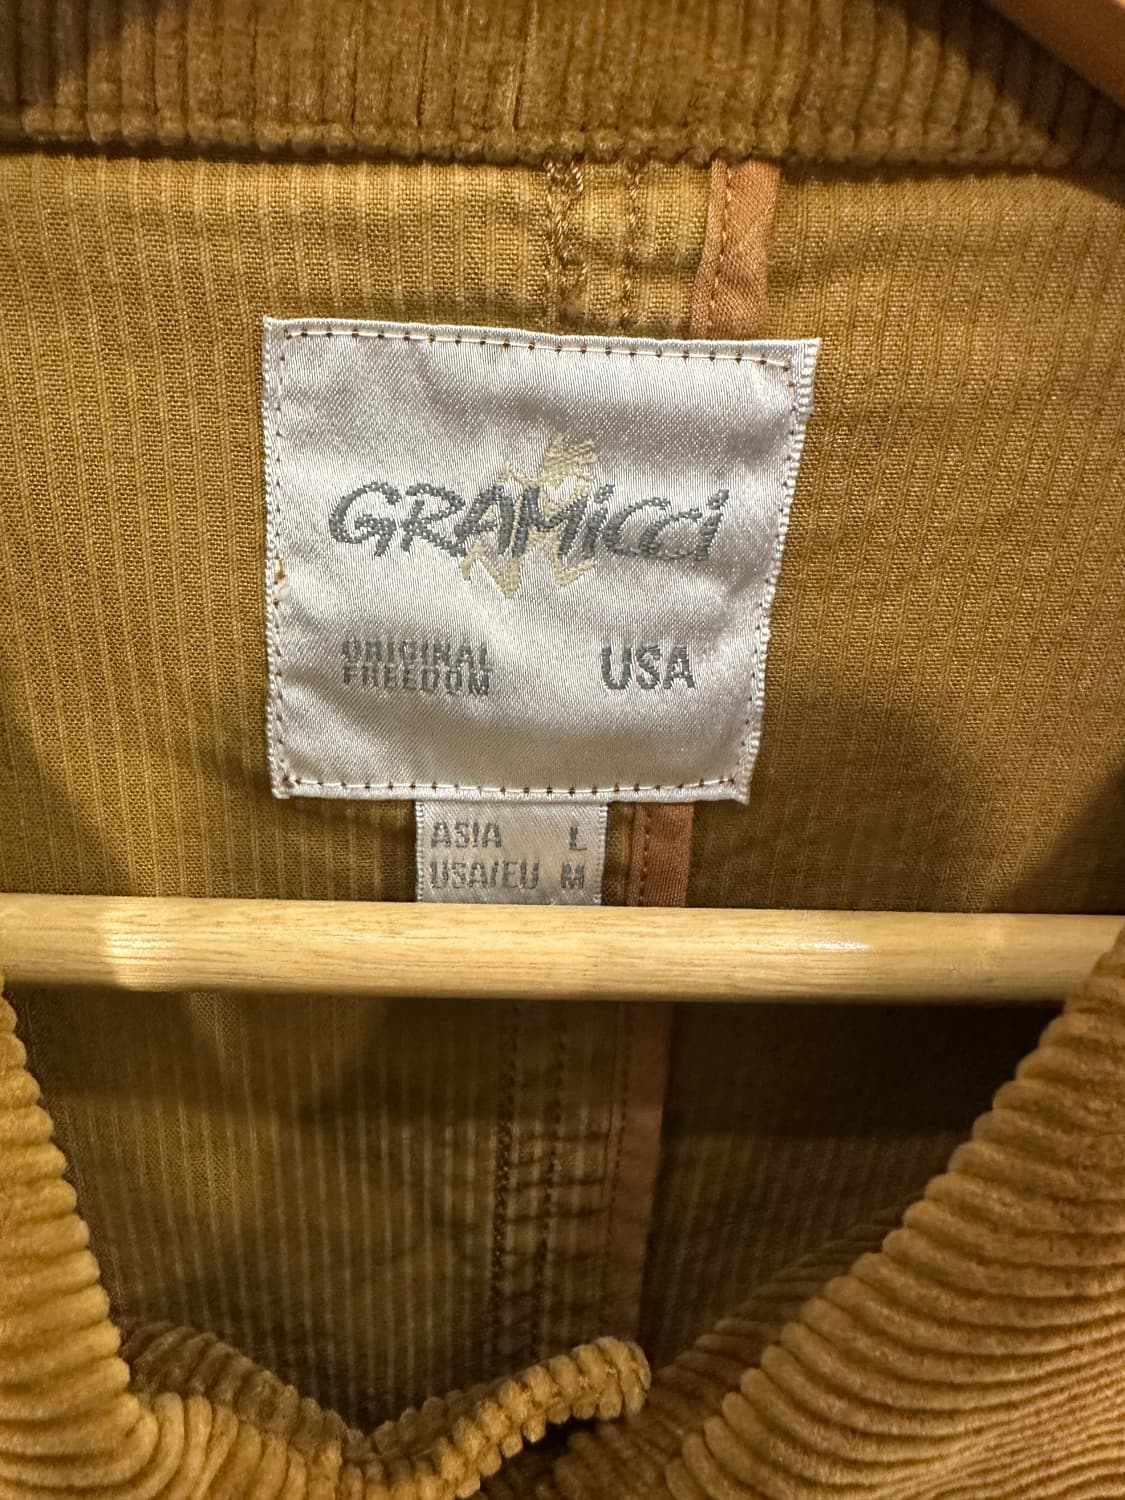 GRAMiCCi
ORIGINAL
FREEDOM
USA
ASIA L
USA/EU M